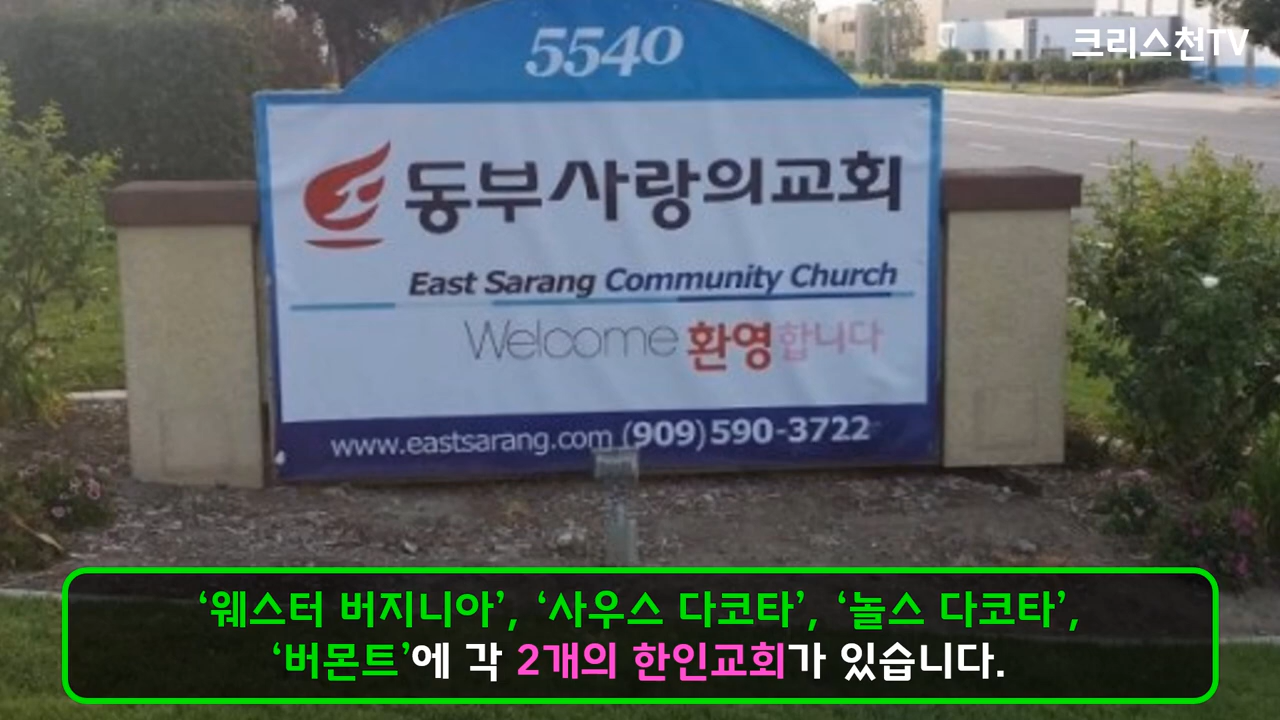 크리스천TV
5540
동부사랑의교회
East Sarang Community Church
Welcome 환영합니다
www.eastsarang.com (909)590-3722
‘웨스터 버지니아’, ‘사우스 다코타’, ‘놀스 다코타’,
‘버몬트’에 각 2개의 한인교회가 있습니다.